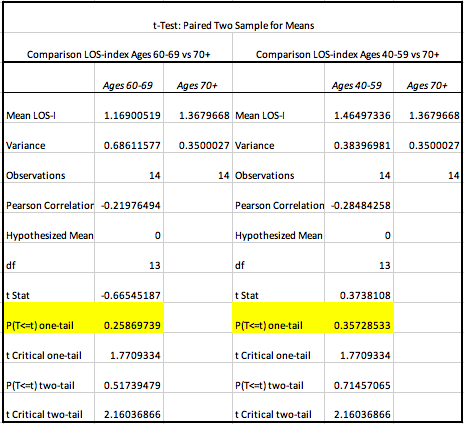 t-Test: Paired Two Sample for Means
Comparison LOS-index Ages 60-69 vs 70+ Comparison LOS-index Ages 40-59 vs 70+
Ages 60-69 Ages 70+ Ages 40-59 Ages 70+
Mean LOS-I 1.16900519 1.3679668 Mean LOS-I 1.46497336 1.3679668
Variance 0.68611577 0.3500027 Variance 0.38396981 0.3500027
Observations 14 14 Observations 14 14
Pearson Correlation -0.21976494 Pearson Correlation -0.28484258
Hypothesized Mean 0 Hypothesized Mean 0
df 13 df 13
t Stat -0.66545187 t Stat 0.3738108
P(T<=t) one-tail 0.25869739 P(T<=t) one-tail 0.35728533
t Critical one-tail 1.7709334 t Critical one-tail 1.7709334
P(T<=t) two-tail 0.51739479 P(T<=t) two-tail 0.71457065
t Critical two-tail 2.16036866 t Critical two-tail 2.16036866